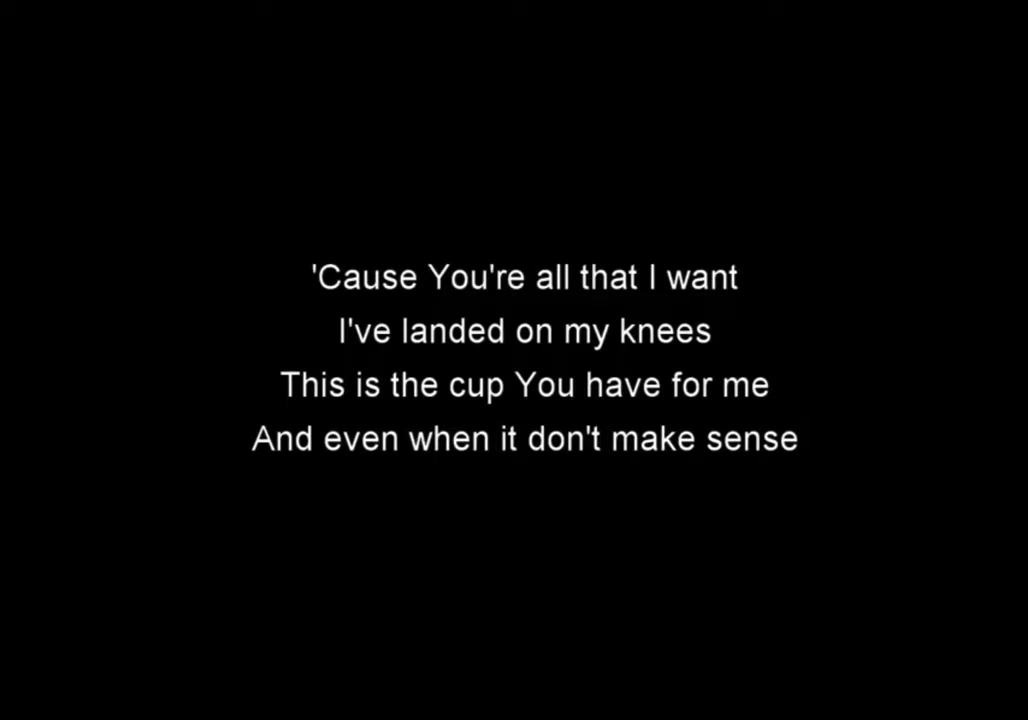 'Cause You're all that I want
I've landed on my knees
This is the cup You have for me
And even when it don't make sense